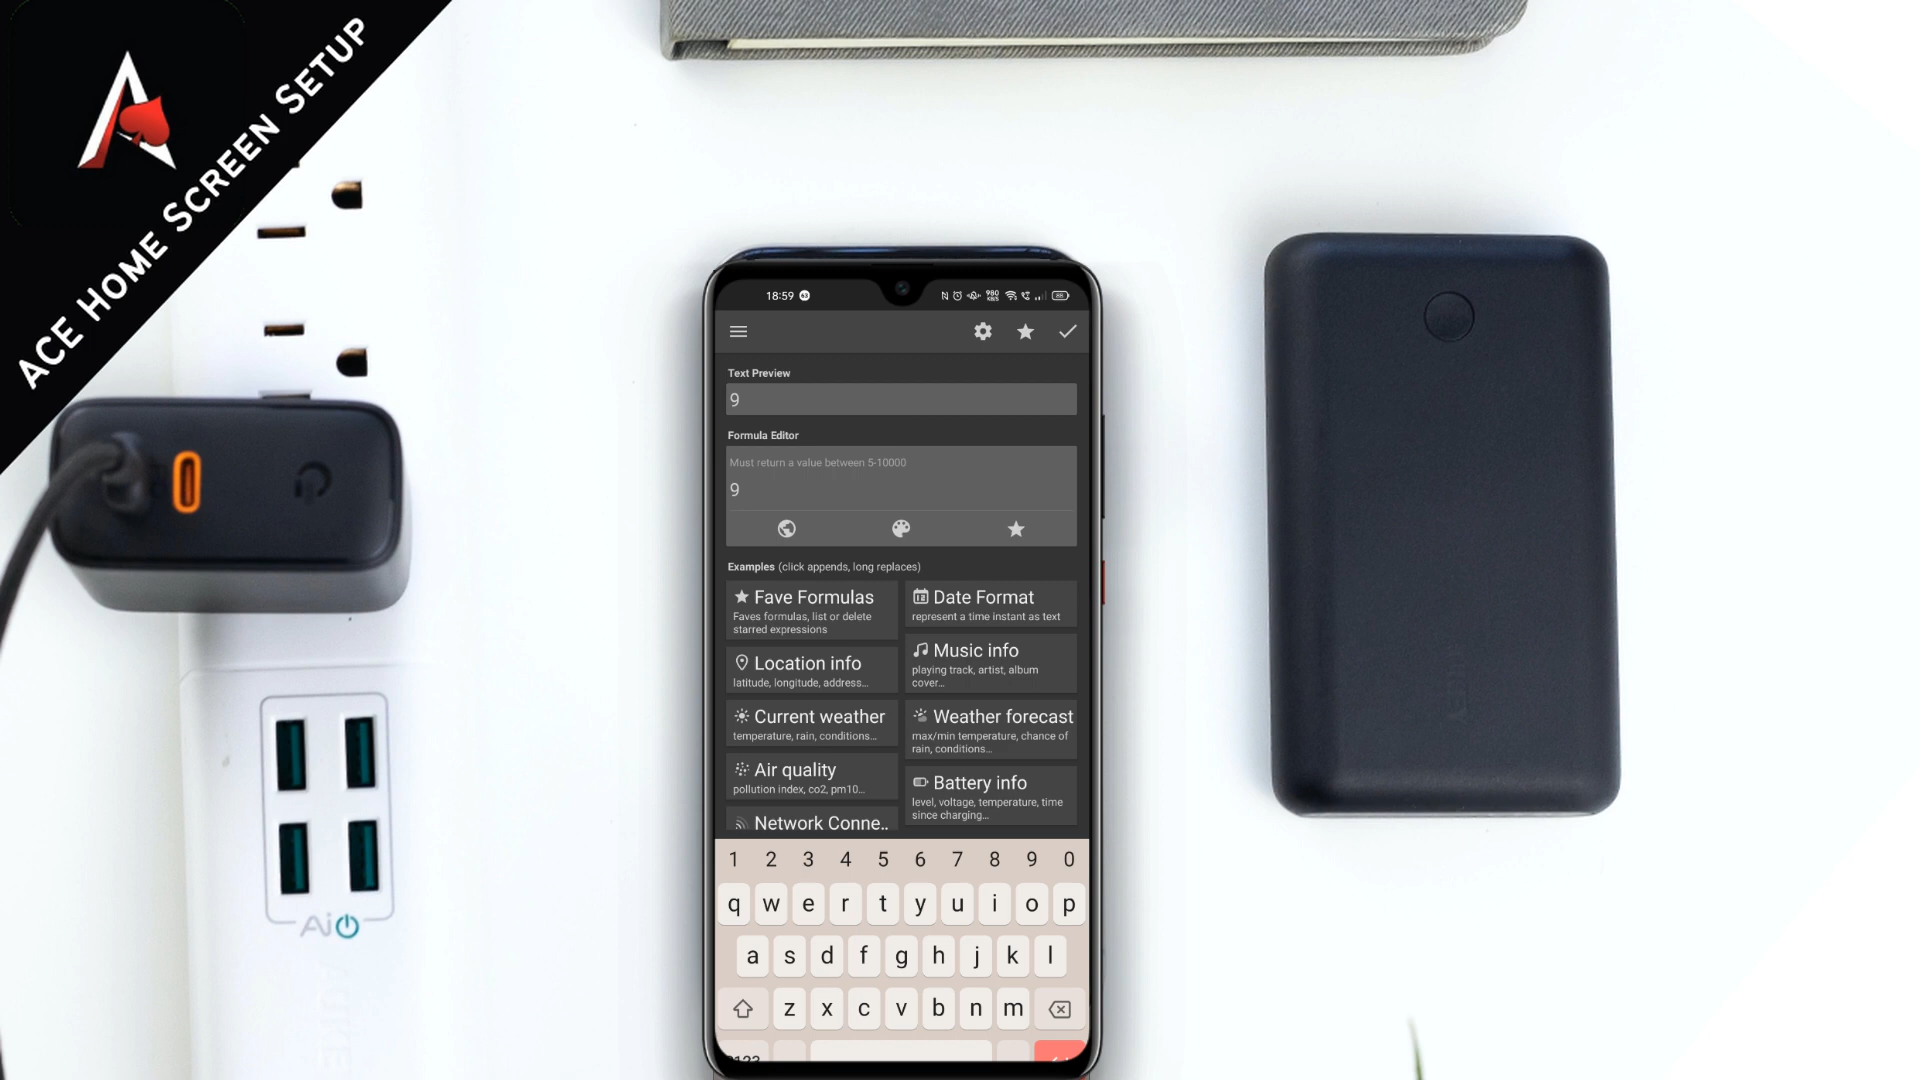 ACE HOME SCREEN SETUP
18:59 63
980
KB/S
88
Text Preview
9
Formula Editor
Must return a value between 5-10000
9
Examples (click appends, long replaces)
Fave Formulas
Faves formulas, list or delete
starred expressions
Date Format
represent a time instant as text
Location info
latitude, longitude, address...
Music info
playing track, artist, album
cover...
Current weather
temperature, rain, conditions...
Weather forecast
max/min temperature, chance of
rain, conditions...
Air quality
pollution index, co2, pm10...
Battery info
level, voltage, temperature, time
since charging...
Network Conne..
1 2 3 4 5 6 7 8 9 0
q w e r t y u i o p
a s d f g h j k l
z x c v b n m
Ai